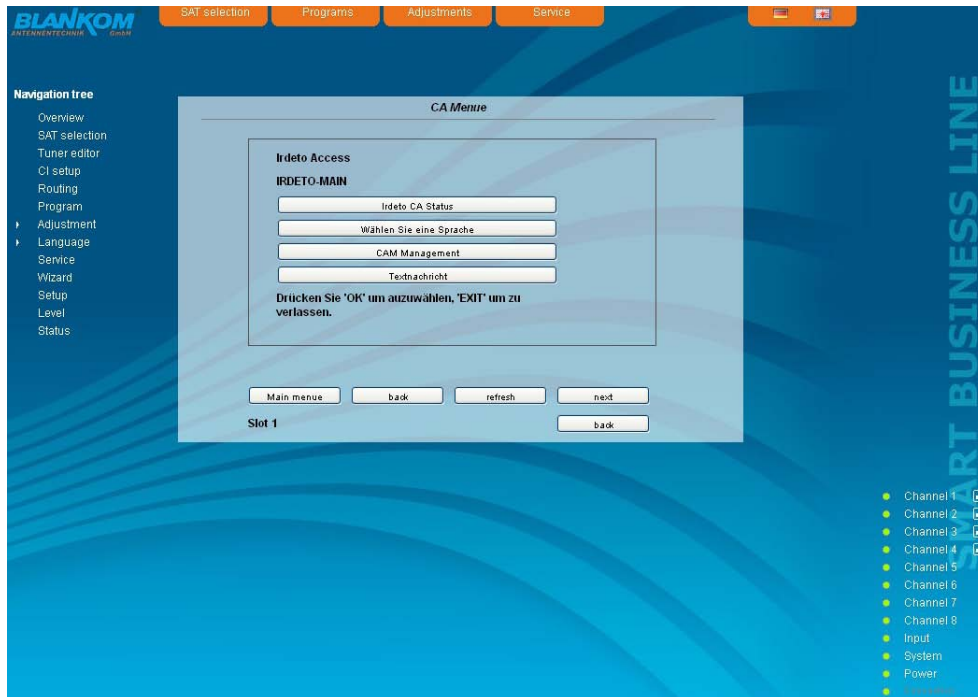 BLANKOM
ANTENNENTECHNIK GmbH
SAT selection
Programs
Adjustments
Service
Navigation tree
Overview
SAT selection
Tuner editor
CI setup
Routing
Program
Adjustment
Language
Service
Wizard
Setup
Level
Status
CA Menue
Irdeto Access
IRDETO-MAIN
Irdeto CA Status
Wählen Sie eine Sprache
CAM Management
Textnachricht
Drücken Sie 'OK' um auzuwählen, 'EXIT' um zu
verlassen.
Main menue
back
refresh
next
Slot 1
back
SMART BUSINESS LINE
Channel 1
Channel 2
Channel 3
Channel 4
Channel 5
Channel 6
Channel 7
Channel 8
Input
System
Power